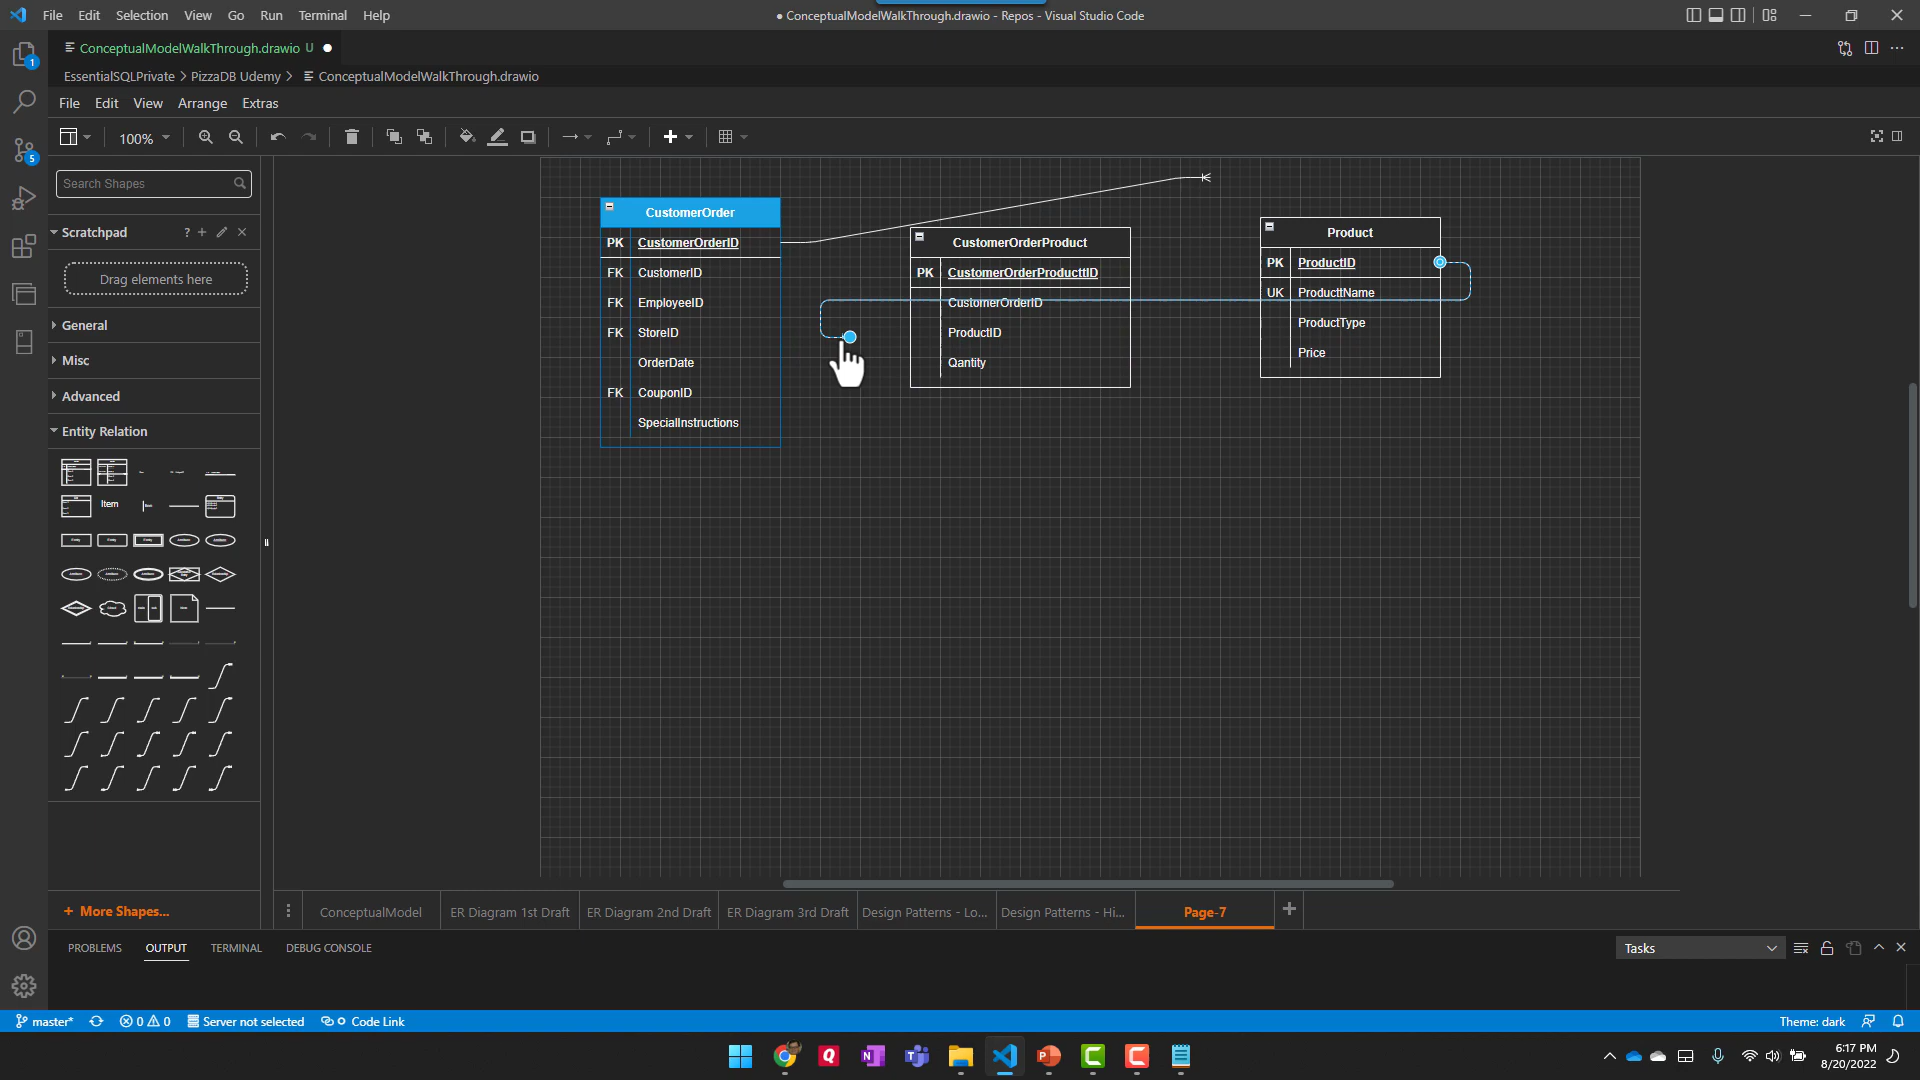 File Edit Selection View Go Run Terminal Help
● ConceptualModelWalkThrough.drawio - Repos - Visual Studio Code
ConceptualModelWalkThrough.drawio U ●
EssentialSQLPrivate > PizzaDB Udemy > ConceptualModelWalkThrough.drawio
File Edit View Arrange Extras
100%
Search Shapes
Scratchpad ?
Drag elements here
General
Misc
Advanced
Entity Relation
Item
More Shapes...
CustomerOrder
PK CustomerOrderID
FK CustomerID
FK EmployeeID
FK StoreID
OrderDate
FK CouponID
SpecialInstructions
CustomerOrderProduct
PK CustomerOrderProducttID
CustomerOrderID
ProductID
Qantity
Product
PK ProductID
UK ProducttName
ProductType
Price
ConceptualModel ER Diagram 1st Draft ER Diagram 2nd Draft ER Diagram 3rd Draft Design Patterns - Lo... Design Patterns - Hi... Page-7
PROBLEMS OUTPUT TERMINAL DEBUG CONSOLE
Tasks
master* 0 0 Server not selected Code Link
Theme: dark
6:17 PM
8/20/2022
1
5